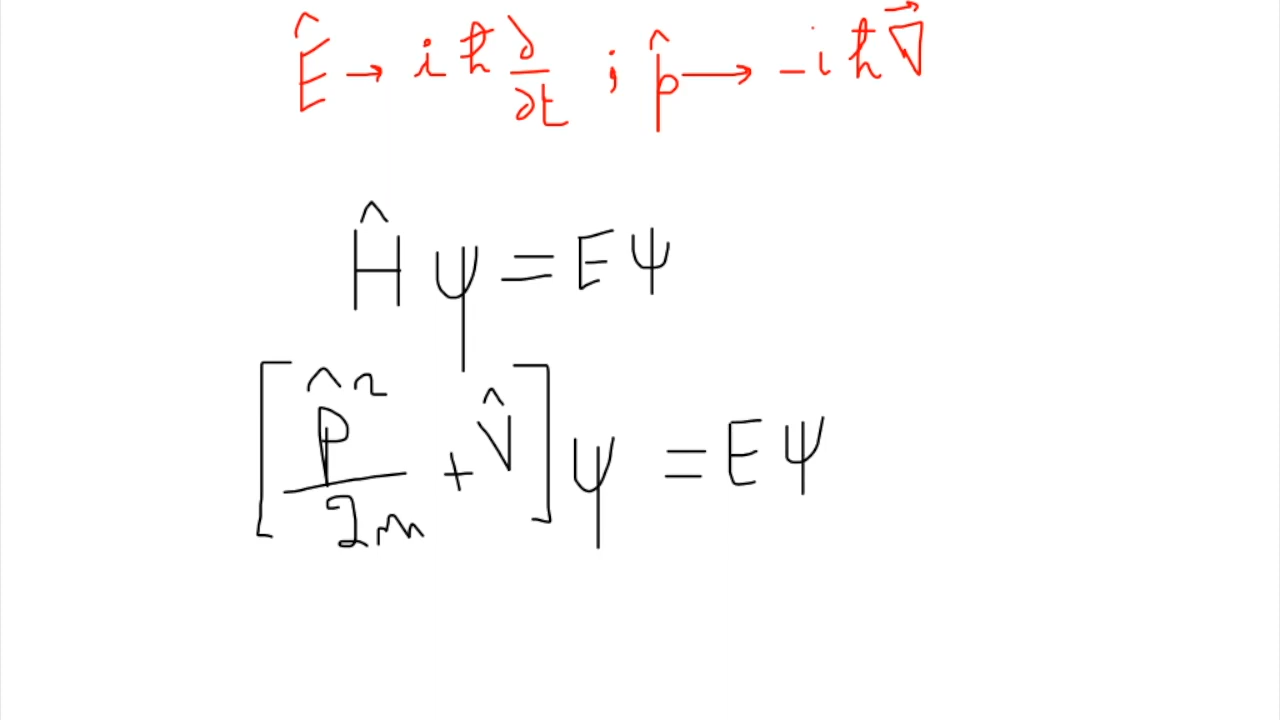 Ê → iħ ∂/∂t ; p̂ → -iħ∇⃗
Ĥψ = Eψ
[p̂²/2m + V̂]ψ = Eψ